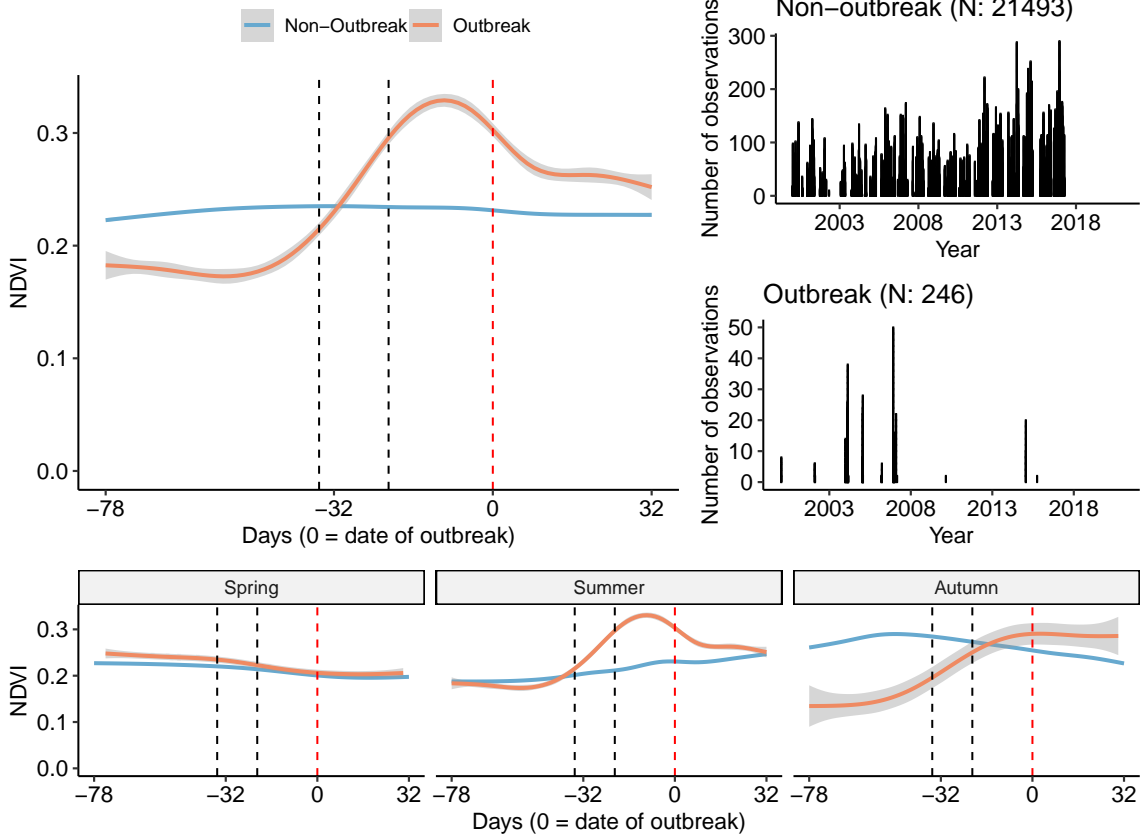 Non−Outbreak Outbreak
NDVI
0.3
0.2
0.1
0.0
−78 −32 0 32
Days (0 = date of outbreak)
Non−outbreak (N: 21493)
Number of observations
300
200
100
0
2003 2008 2013 2018
Year
Outbreak (N: 246)
Number of observations
50
40
30
20
10
0
2003 2008 2013 2018
Year
Spring Summer Autumn
NDVI
0.3
0.2
0.1
0.0
−78 −32 0 32 −78 −32 0 32 −78 −32 0 32
Days (0 = date of outbreak)